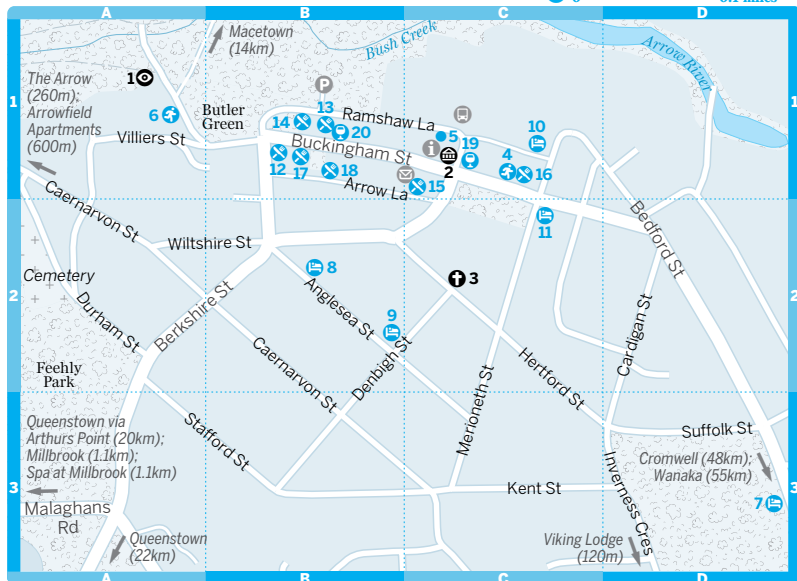 A
B
C
D
Macetown
(14km)
Bush Creek
Arrow River
1
The Arrow
(260m);
Arrowfield
Apartments
(600m)
1
6
Butler
Green
Villiers St
P
13
14
20
Ramshaw La
5
10
1
Buckingham St
i
2
19
4
16
12
17
18
15
Arrow La
11
Caernarvon St
Wiltshire St
Bedford St
8
3
Cemetery
2
2
Durham St
Berkshire St
Anglesea St
9
Denbigh St
Cardigan St
Feehly
Park
Caernarvon St
Hertford St
Merioneth St
Queenstown via
Arthurs Point (20km);
Millbrook (1.1km);
Spa at Millbrook (1.1km)
Stafford St
Suffolk St
Cromwell (48km);
Wanaka (55km)
3
3
Kent St
7
Malaghans
Rd
Inverness Cres
Queenstown
(22km)
Viking Lodge
(120m)
A
B
C
D